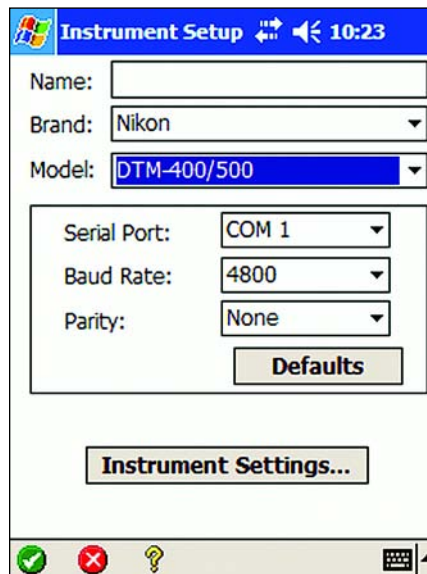 Instrument Setup 10:23
Name:
Brand: Nikon
Model: DTM-400/500
Serial Port: COM 1
Baud Rate: 4800
Parity: None
Defaults
Instrument Settings...